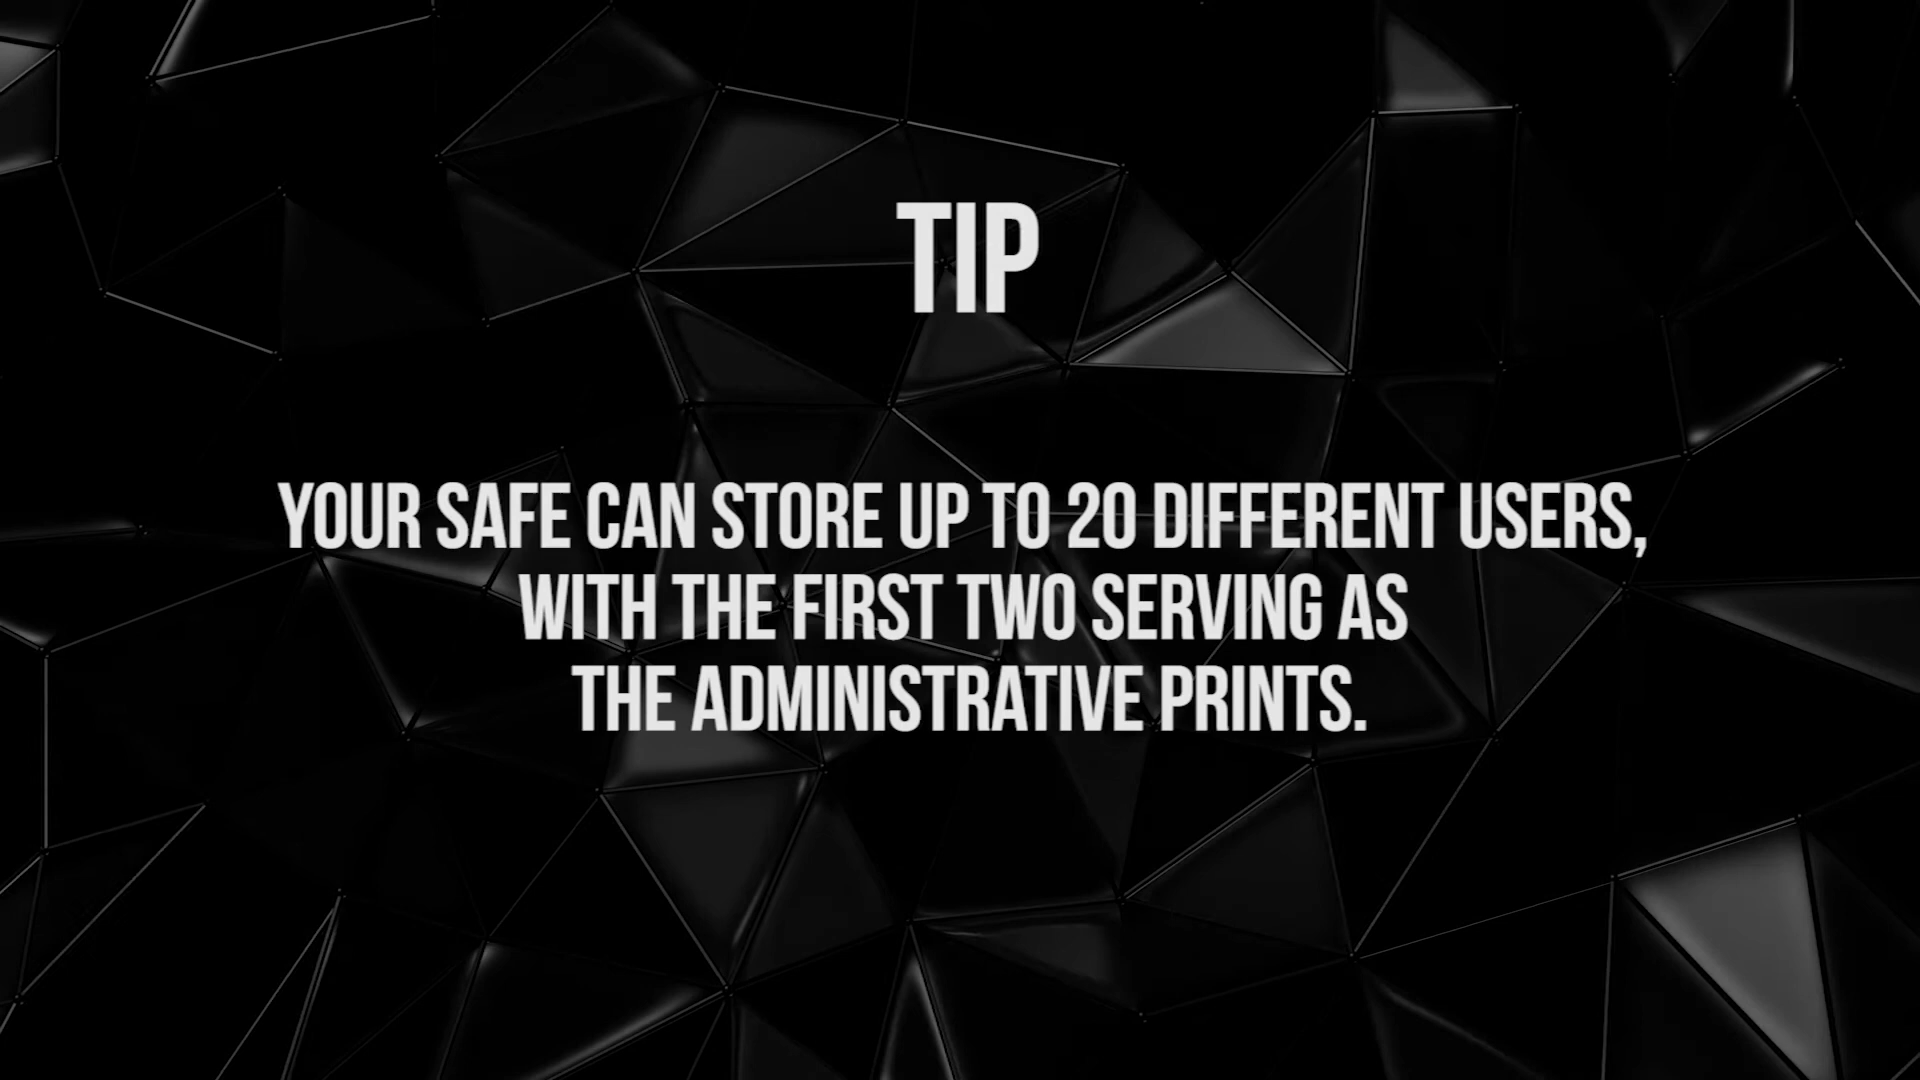 TIP
YOUR SAFE CAN STORE UP TO 20 DIFFERENT USERS,
WITH THE FIRST TWO SERVING AS
THE ADMINISTRATIVE PRINTS.